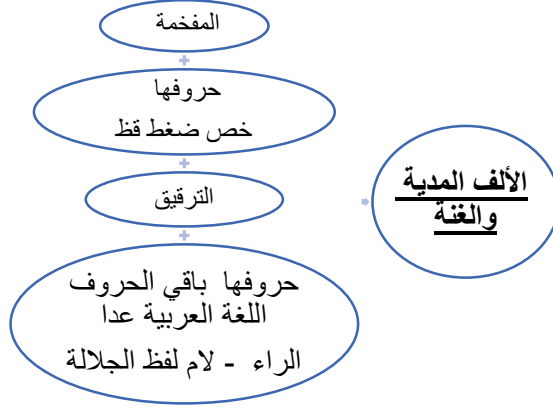 المفخمة
حروفها
خص ضغط قظ
الترقيق
حروفها باقي الحروف
اللغة العربية عدا
الراء - لام لفظ الجلالة
الألف المدية
والغنة